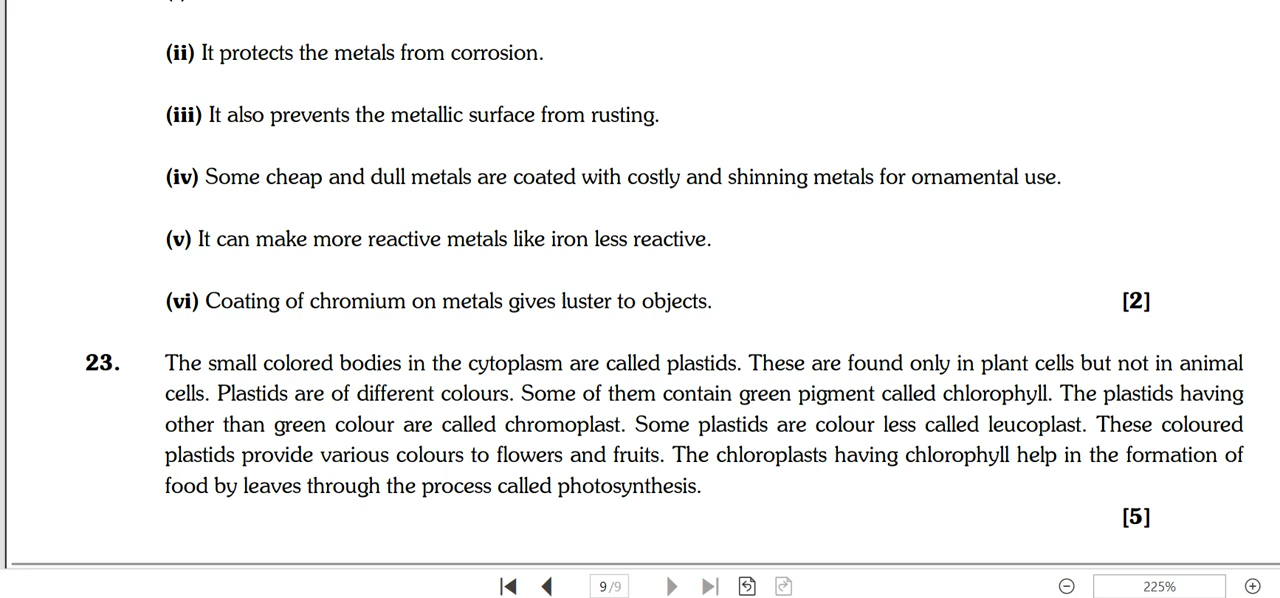 (ii) It protects the metals from corrosion.
(iii) It also prevents the metallic surface from rusting.
(iv) Some cheap and dull metals are coated with costly and shinning metals for ornamental use.
(v) It can make more reactive metals like iron less reactive.
(vi) Coating of chromium on metals gives luster to objects. [2]
23. The small colored bodies in the cytoplasm are called plastids. These are found only in plant cells but not in animal
cells. Plastids are of different colours. Some of them contain green pigment called chlorophyll. The plastids having
other than green colour are called chromoplast. Some plastids are colour less called leucoplast. These coloured
plastids provide various colours to flowers and fruits. The chloroplasts having chlorophyll help in the formation of
food by leaves through the process called photosynthesis.
[5]
9 /9 225%